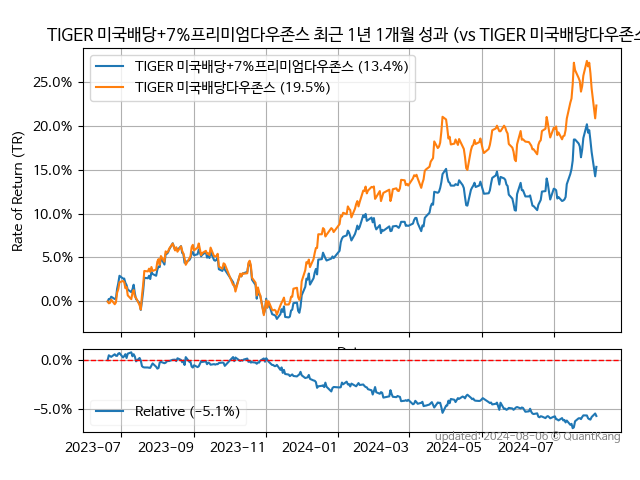 TIGER 미국배당+7%프리미엄다우존스 최근 1년 1개월 성과 (vs TIGER 미국배당다우존스
TIGER 미국배당+7%프리미엄다우존스 (13.4%)
TIGER 미국배당다우존스 (19.5%)
Rate of Return (TR)
25.0%
20.0%
15.0%
10.0%
5.0%
0.0%
0.0%
−5.0%
Relative (−5.1%)
2023-07 2023-09 2023-11 2024-01 2024-03 2024-05 2024-07
updated: 2024-08-06 © QuantKang